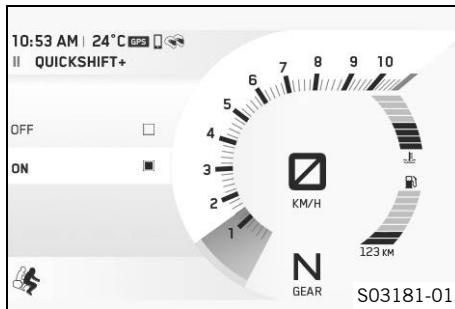 10:53 AM | 24°C GPS
II QUICKSHIFT+
OFF
ON
1
2
3
4
5
6
7
8
9
10
0
KM/H
N
GEAR
123 KM
S03181-01